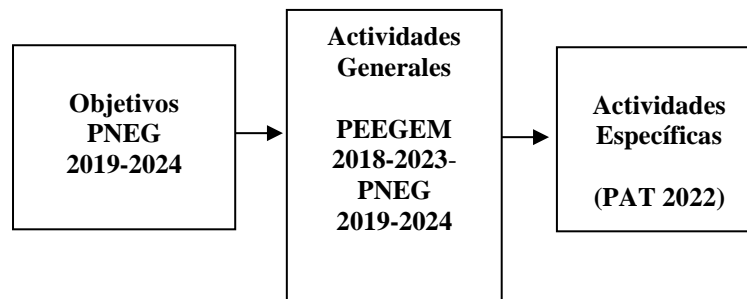 Objetivos
PNEG
2019-2024
Actividades
Generales
PEEGEM
2018-2023-
PNEG
2019-2024
Actividades
Específicas
(PAT 2022)